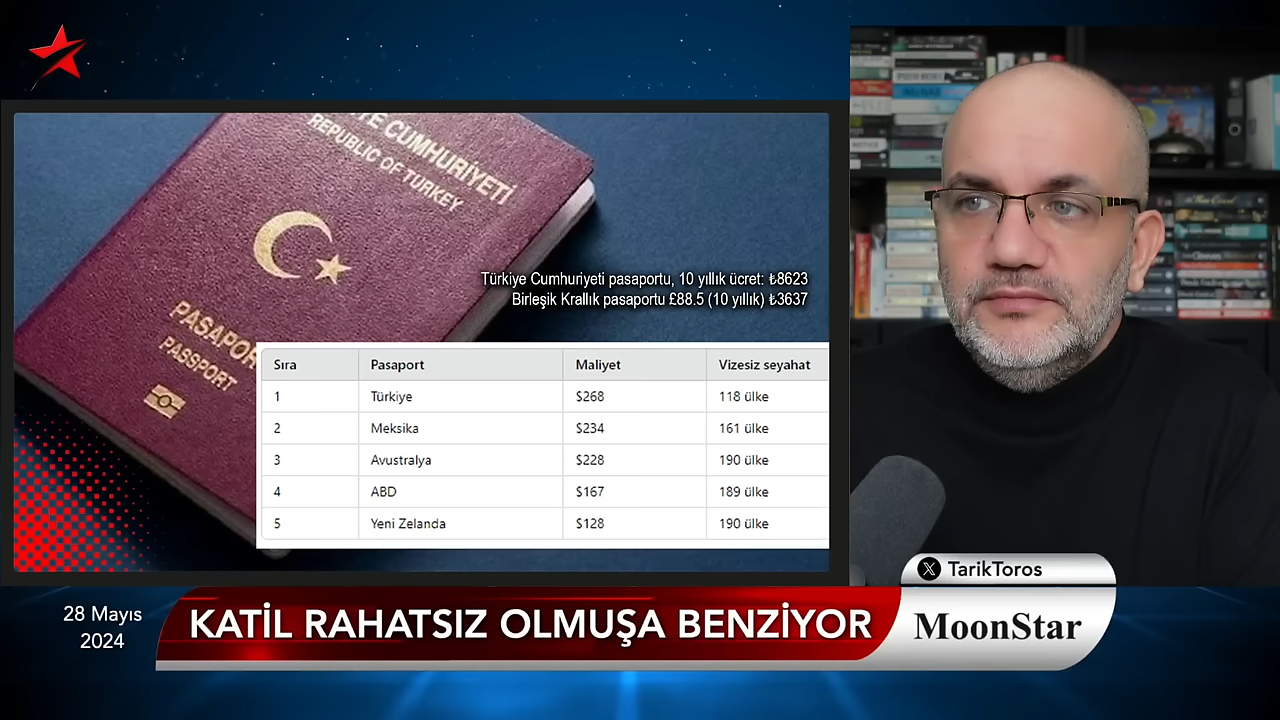 TE CUMHURİYETİ
REPUBLIC OF TURKEY
PASAPOR
PASSPORT
Türkiye Cumhuriyeti pasaportu, 10 yıllık ücret: ₺8623
Birleşik Krallık pasaportu £88.5 (10 yıllık) ₺3637
Sıra Pasaport Maliyet Vizesiz seyahat
1 Türkiye $268 118 ülke
2 Meksika $234 161 ülke
3 Avustralya $228 190 ülke
4 ABD $167 189 ülke
5 Yeni Zelanda $128 190 ülke
X TarikToros
28 Mayıs
2024
KATİL RAHATSIZ OLMUŞA BENZİYOR
MoonStar